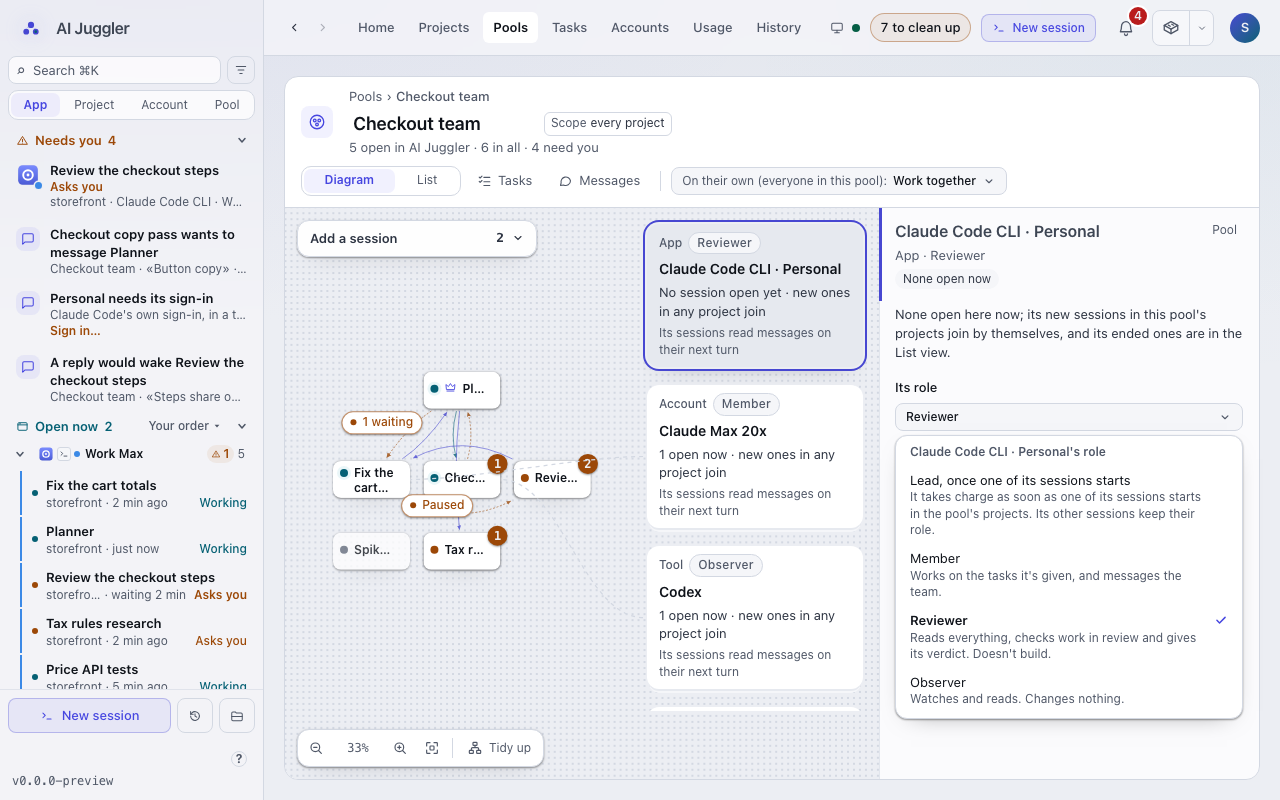 AI Juggler
Search ⌘K
App
Project
Account
Pool
Needs you 4
Review the checkout steps
Asks you
storefront · Claude Code CLI · W...
Checkout copy pass wants to
message Planner
Checkout team · «Button copy» ·...
Personal needs its sign-in
Claude Code's own sign-in, in a t...
Sign in...
A reply would wake Review the
checkout steps
Checkout team · «Steps share o...
Open now 2
Your order
Work Max
1
5
Fix the cart totals
storefront · 2 min ago
Working
Planner
storefront · just now
Working
Review the checkout steps
storefro... · waiting 2 min
Asks you
Tax rules research
storefront · 2 min ago
Asks you
Price API tests
storefront · 5 min ago
Working
New session
?
v0.0.0-preview
Home
Projects
Pools
Tasks
Accounts
Usage
History
7 to clean up
New session
4
S
Pools › Checkout team
Checkout team
Scope every project
5 open in AI Juggler · 6 in all · 4 need you
Diagram
List
Tasks
Messages
On their own (everyone in this pool): Work together
Add a session
2
Pl...
1 waiting
Fix the
cart...
Chec...
1
Revie...
2
Paused
Spik...
Tax r...
1
33%
Tidy up
App
Reviewer
Claude Code CLI · Personal
No session open yet · new ones
in any project join
Its sessions read messages on
their next turn
Account
Member
Claude Max 20x
1 open now · new ones in any
project join
Its sessions read messages on
their next turn
Tool
Observer
Codex
1 open now · new ones in any
project join
Its sessions read messages on
their next turn
Claude Code CLI · Personal
Pool
App · Reviewer
None open now
None open here now; its new sessions in this pool's
projects join by themselves, and its ended ones are in the
List view.
Its role
Reviewer
Claude Code CLI · Personal's role
Lead, once one of its sessions starts
It takes charge as soon as one of its sessions starts
in the pool's projects. Its other sessions keep their
role.
Member
Works on the tasks it's given, and messages the
team.
Reviewer
Reads everything, checks work in review and gives
its verdict. Doesn't build.
Observer
Watches and reads. Changes nothing.